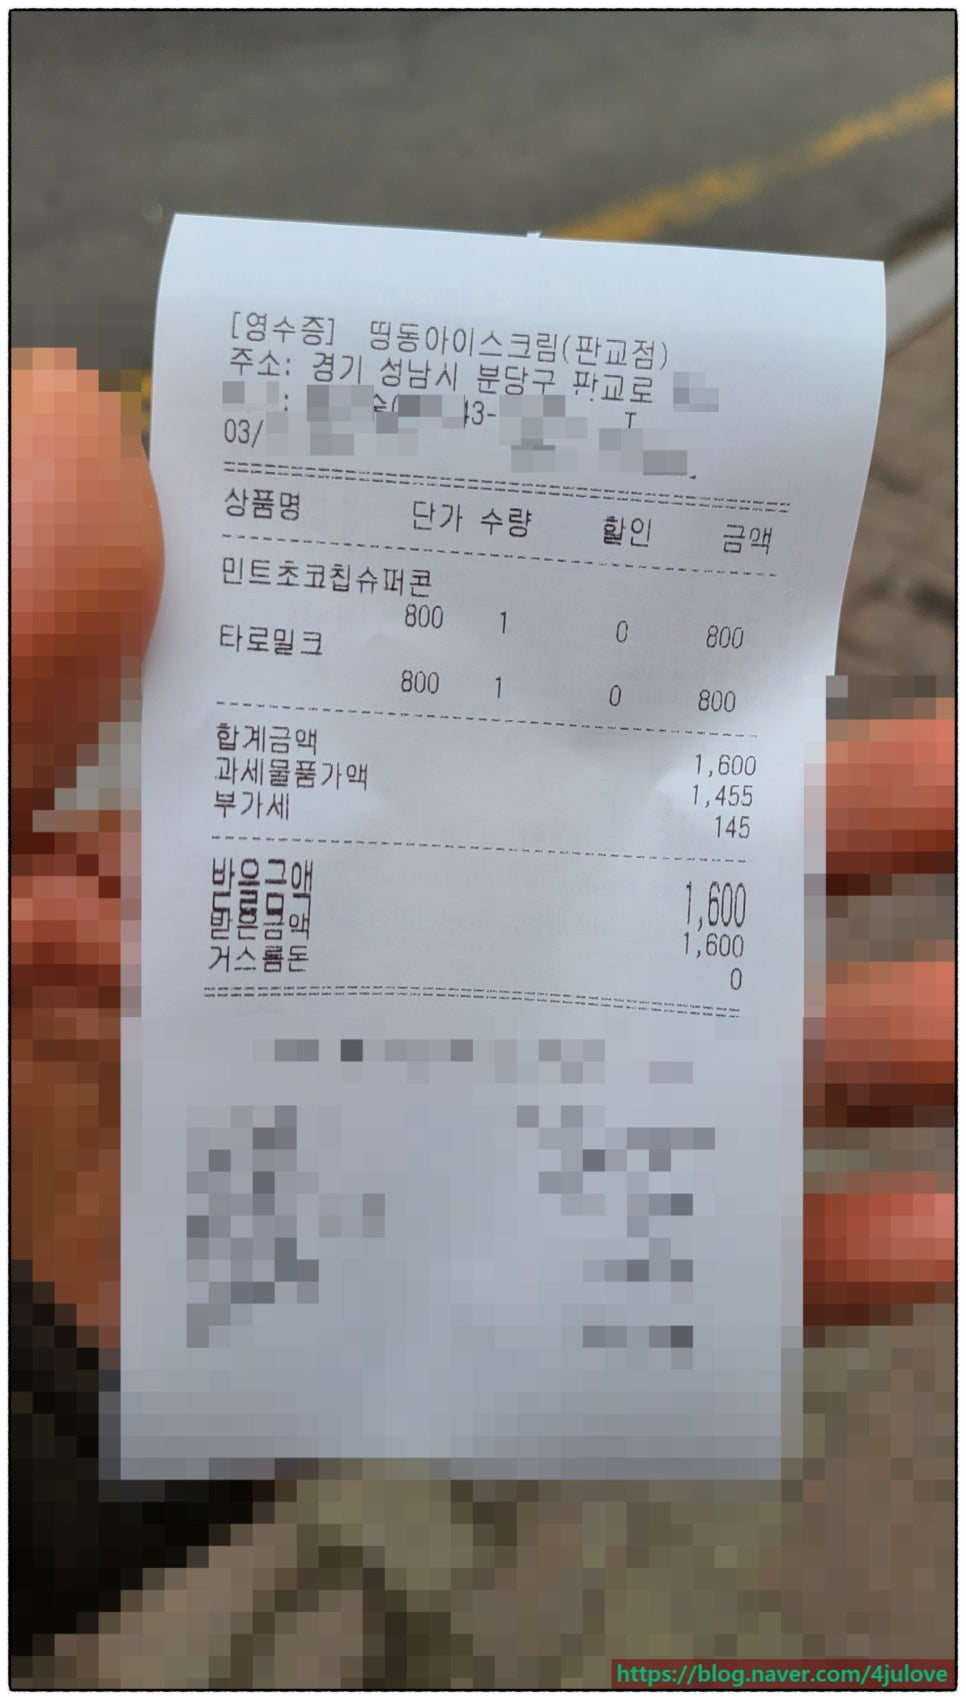 [영수증] 띵동아이스크림(판교점)
주소: 경기 성남시 분당구 판교로
03/
상품명 단가 수량 할인 금액
민트초코칩슈퍼콘
800 1 0 800
타로밀크
800 1 0 800
합계금액 1,600
과세물품가액 1,455
부가세 145
받을금액 1,600
받은금액 1,600
거스름돈 0
https://blog.naver.com/4julove